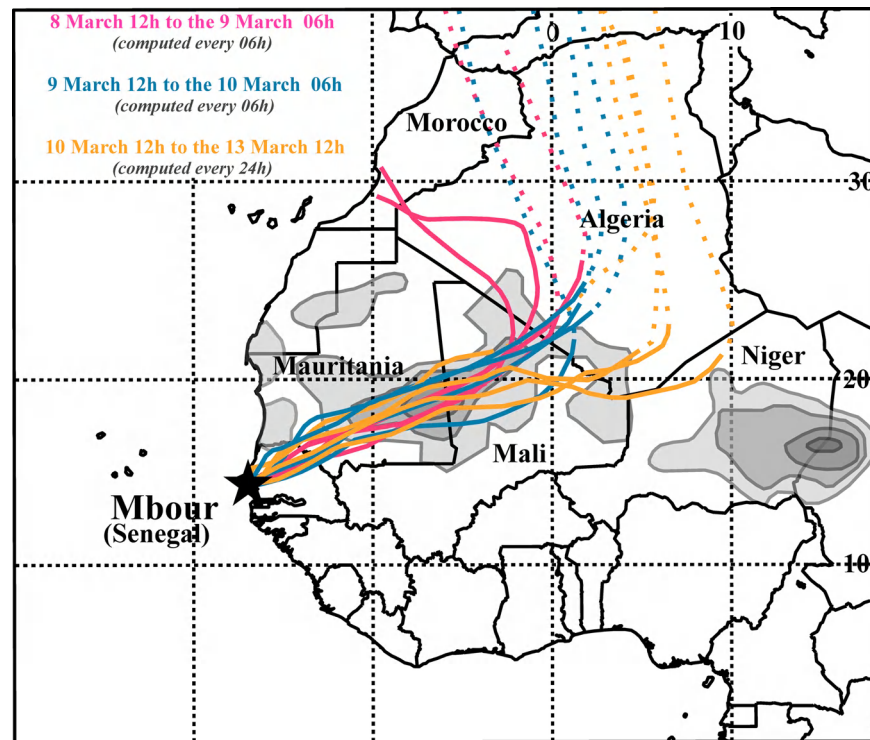 8 March 12h to the 9 March 06h
(computed every 06h)
9 March 12h to the 10 March 06h
(computed every 06h)
10 March 12h to the 13 March 12h
(computed every 24h)
0
10
Morocco
30
Algeria
Mauritania
20
Niger
Mali
Mbour
(Senegal)
10